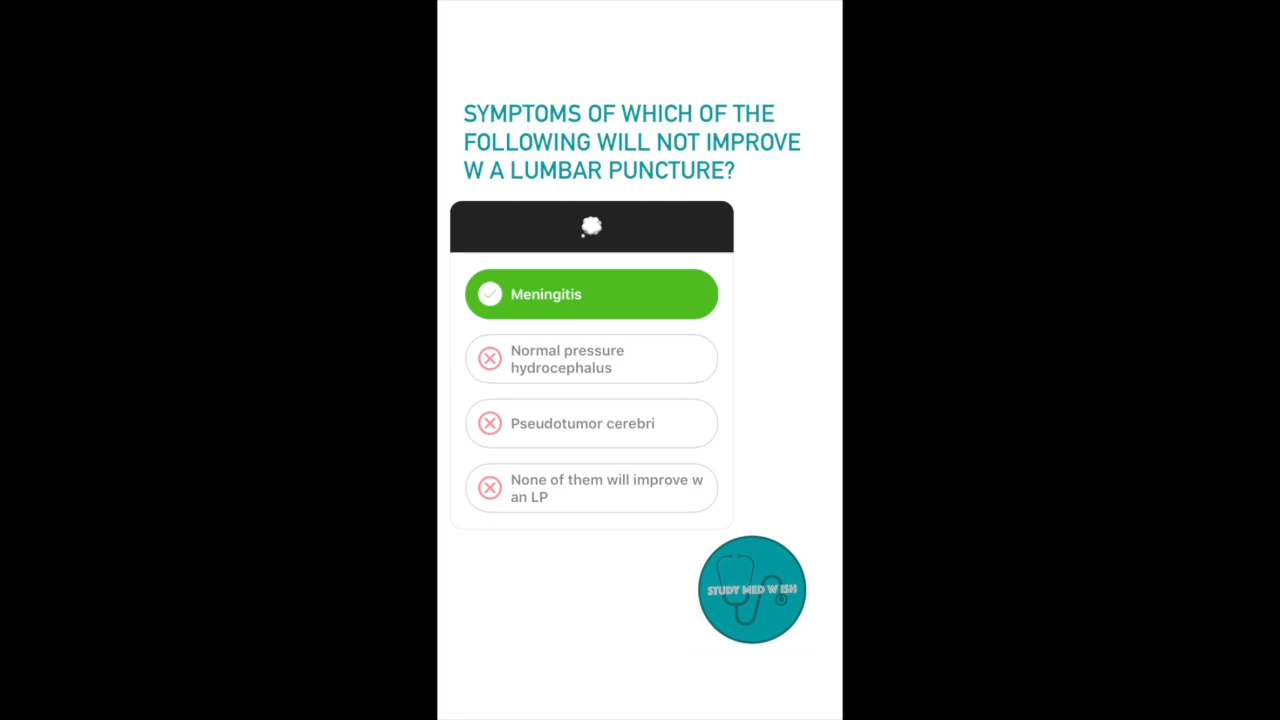 SYMPTOMS OF WHICH OF THE
FOLLOWING WILL NOT IMPROVE
W A LUMBAR PUNCTURE?
Meningitis
Normal pressure
hydrocephalus
Pseudotumor cerebri
None of them will improve w
an LP
STUDY MED W ISH